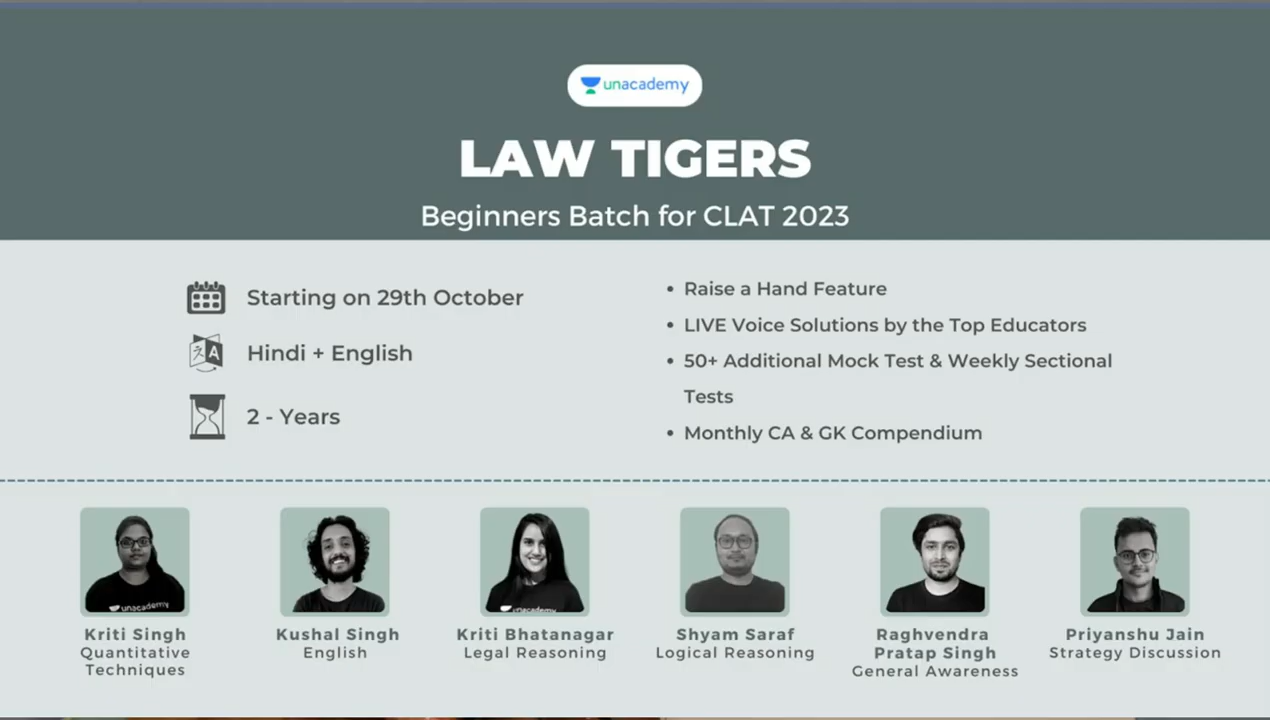 unacademy
LAW TIGERS
Beginners Batch for CLAT 2023
Starting on 29th October
Hindi + English
2 - Years
• Raise a Hand Feature
• LIVE Voice Solutions by the Top Educators
• 50+ Additional Mock Test & Weekly Sectional
Tests
• Monthly CA & GK Compendium
unacademy
unacademy
Kriti Singh
Quantitative
Techniques
Kushal Singh
English
Kriti Bhatanagar
Legal Reasoning
Shyam Saraf
Logical Reasoning
Raghvendra
Pratap Singh
General Awareness
Priyanshu Jain
Strategy Discussion